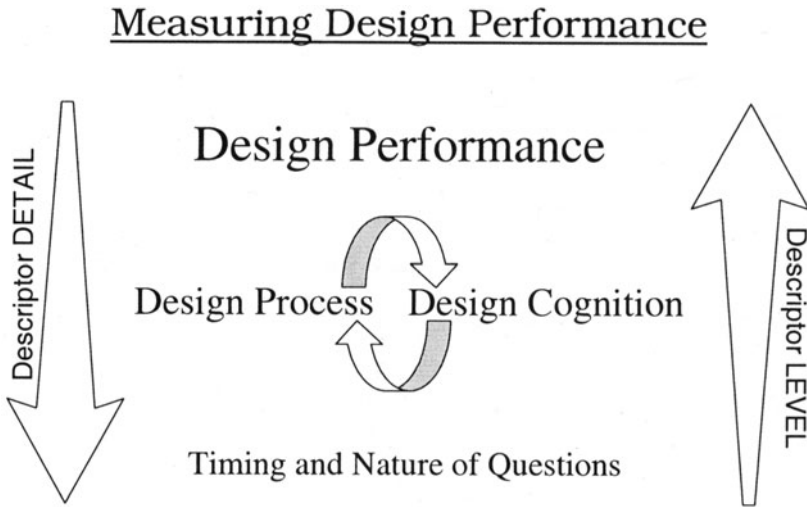 Measuring Design Performance
Design Performance
Descriptor DETAIL
Design Process Design Cognition
Descriptor LEVEL
Timing and Nature of Questions